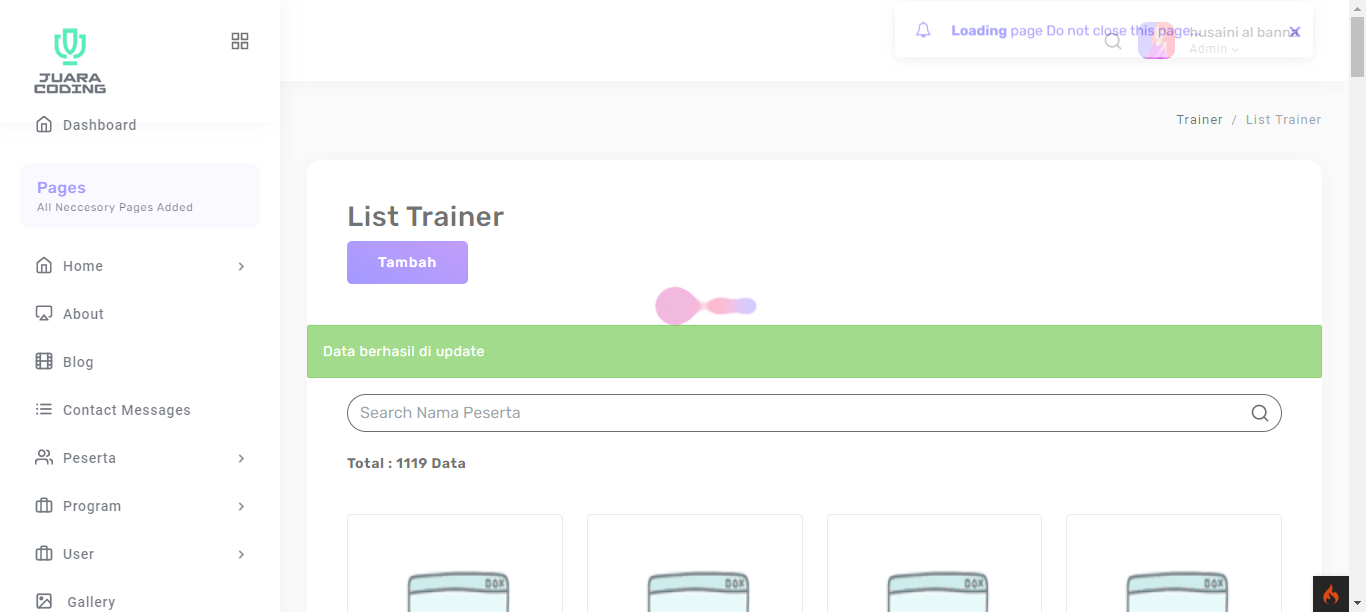 JUARA
CODING
Dashboard
Pages
All Neccesory Pages Added
Home
About
Blog
Contact Messages
Peserta
Program
User
Gallery
Loading page Do not close this page...
husaini al banna
Admin
Trainer / List Trainer
List Trainer
Tambah
Data berhasil di update
Search Nama Peserta
Total : 1119 Data
BOX
BOX
BOX
BOX